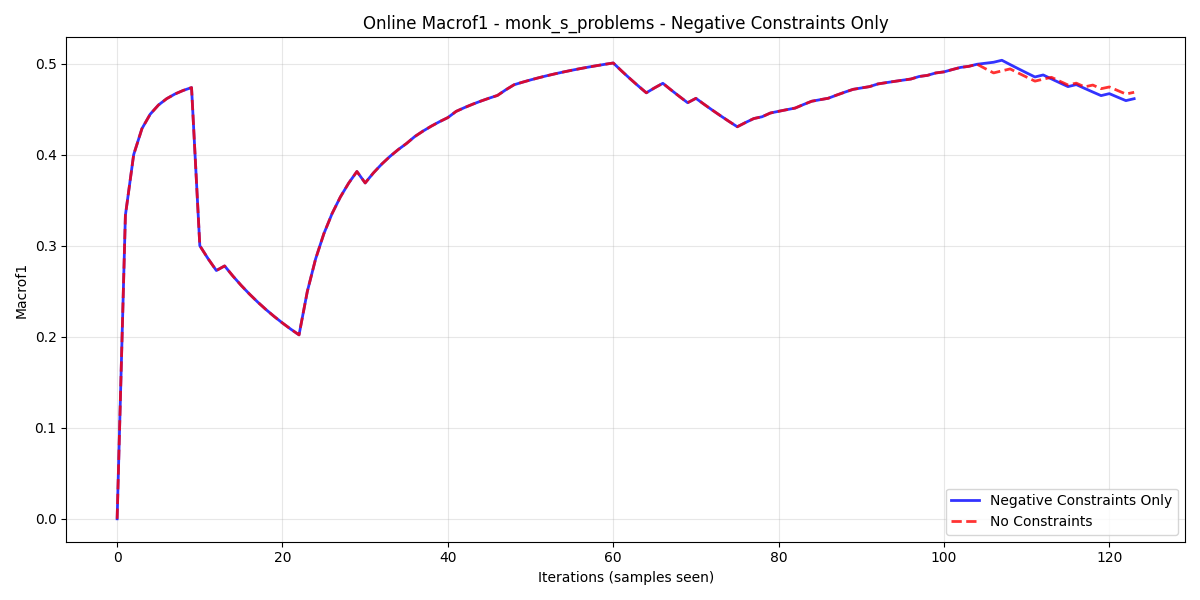 Online Macrof1 - monk_s_problems - Negative Constraints Only
Macrof1
0.5
0.4
0.3
0.2
0.1
0.0
0 20 40 60 80 100 120
Iterations (samples seen)
Negative Constraints Only
No Constraints